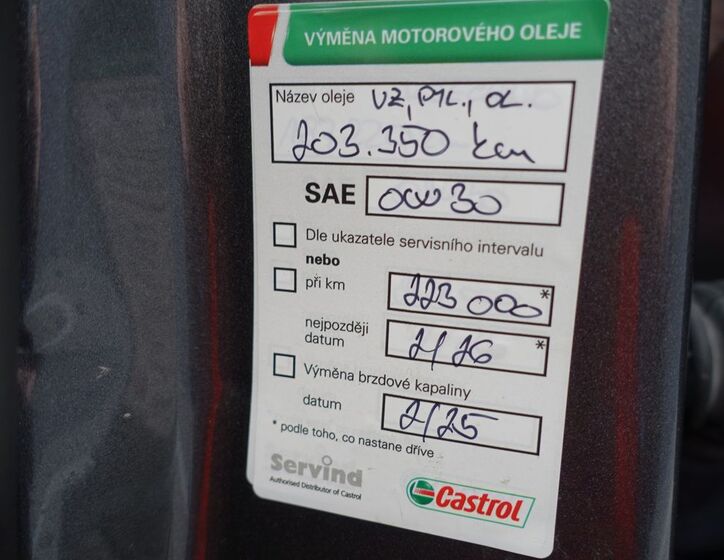 VÝMĚNA MOTOROVÉHO OLEJE
Název oleje VZ, PYL., OL.
203.350 km
SAE 0W30
Dle ukazatele servisního intervalu
nebo
při km 223 000 *
nejpozději
datum 2/26 *
Výměna brzdové kapaliny
datum 2/25
* podle toho, co nastane dříve
Servind
Authorised Distributor of Castrol
Castrol